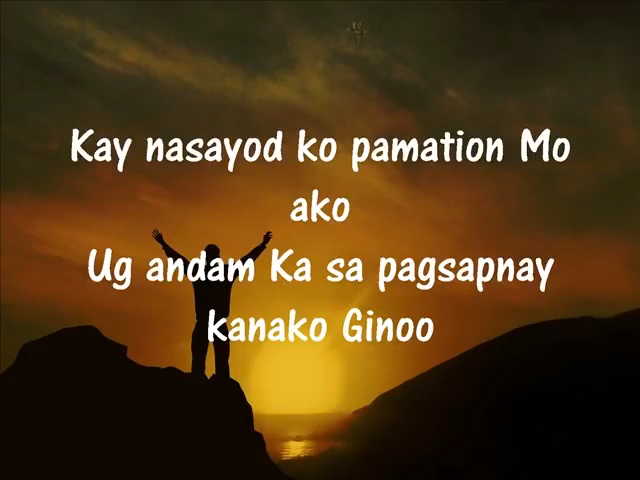 Kay nasayod ko pamation Mo
ako
Ug andam Ka sa pagsapnay
kanako Ginoo